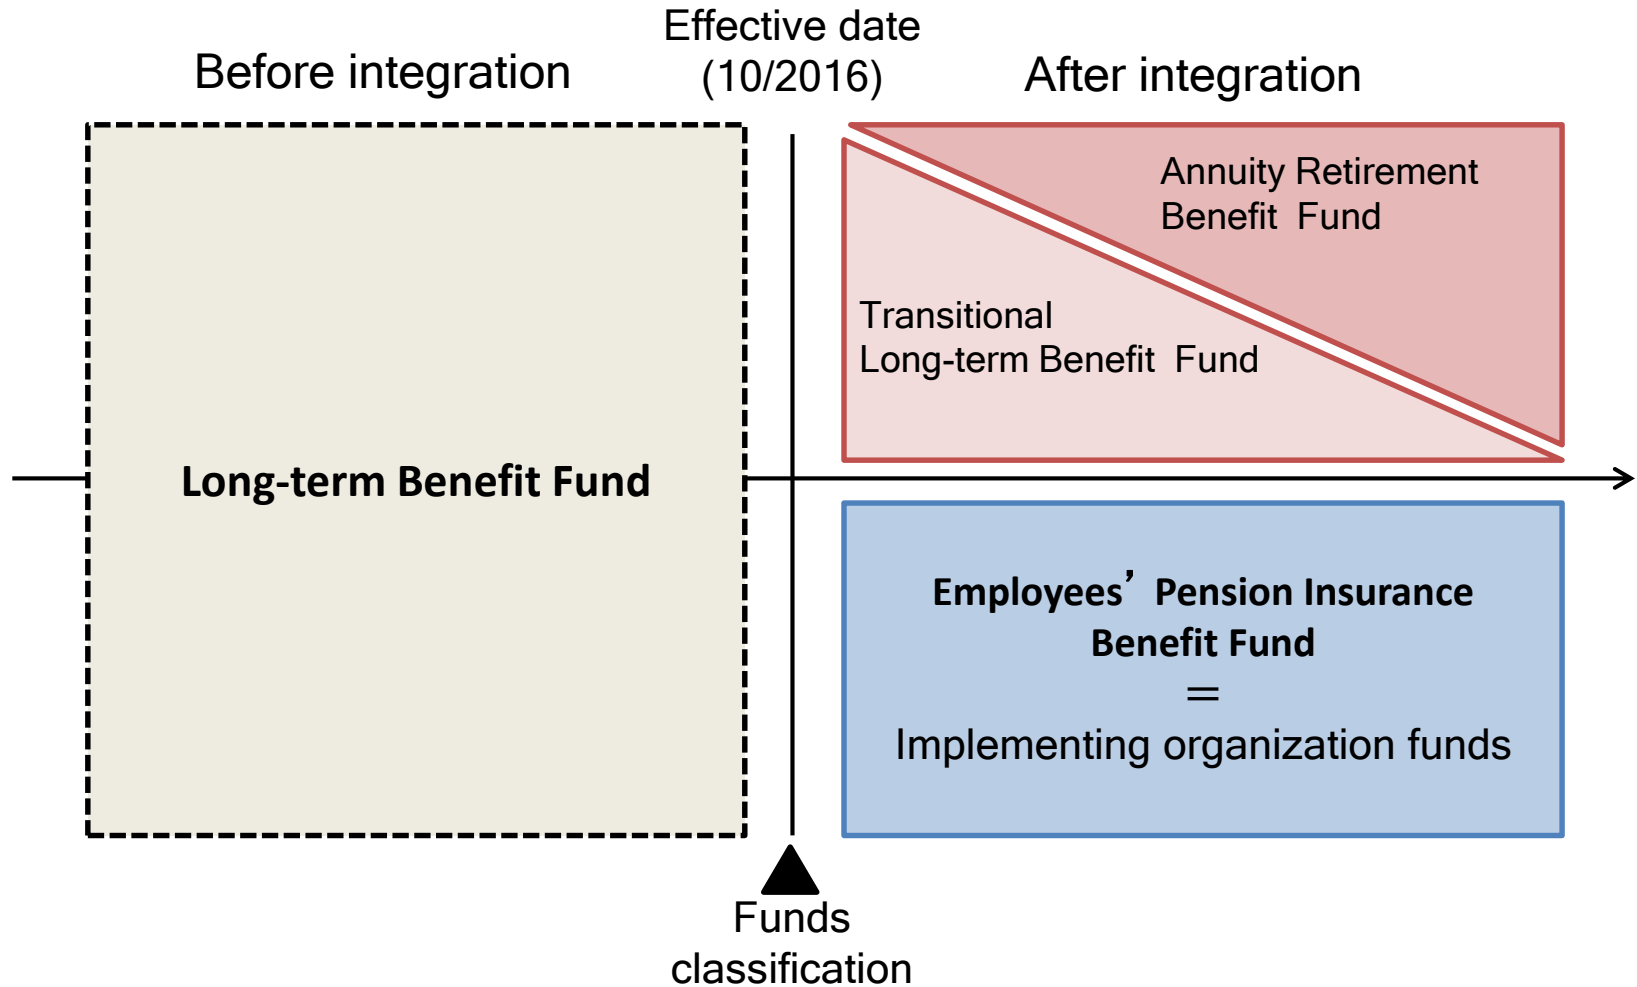 Effective date
(10/2016)
Before integration
After integration
Annuity Retirement
Benefit Fund
Transitional
Long-term Benefit Fund
Long-term Benefit Fund
Employees’ Pension Insurance
Benefit Fund
=
Implementing organization funds
Funds
classification